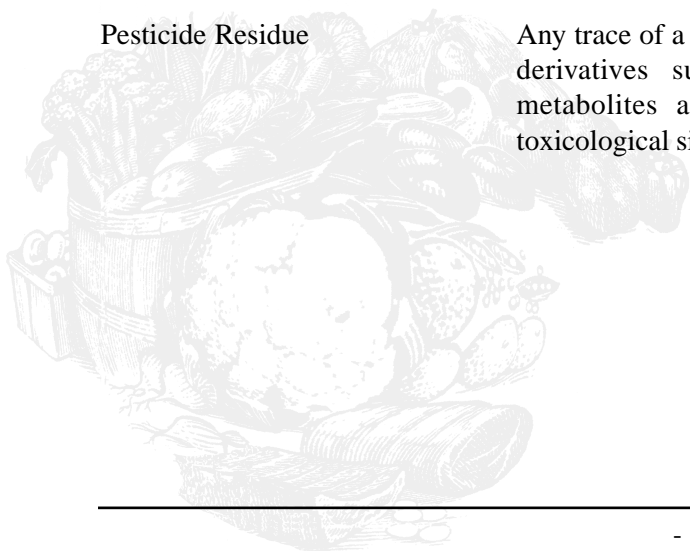 Pesticide Residue
Any trace of a
derivatives su
metabolites a
toxicological si
-